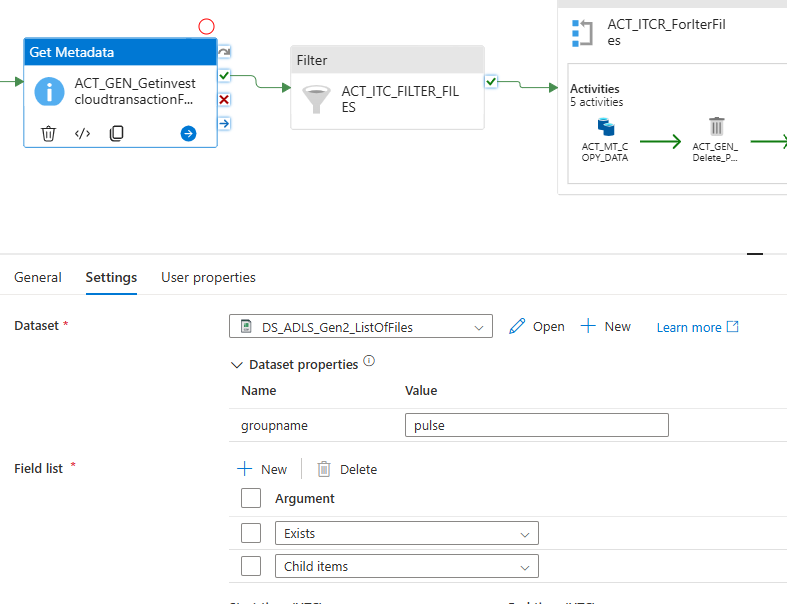 Get Metadata
ACT_GEN_Getinvest
cloudtransactionF...
Filter
ACT_ITC_FILTER_FIL
ES
ACT_ITCR_ForIterFil
es
Activities
5 activities
ACT_MT_C
OPY_DATA
ACT_GEN_
Delete_P...
General
Settings
User properties
Dataset *
DS_ADLS_Gen2_ListOfFiles
Open
New
Learn more
Dataset properties
Name
Value
groupname
pulse
Field list *
New
Delete
Argument
Exists
Child items